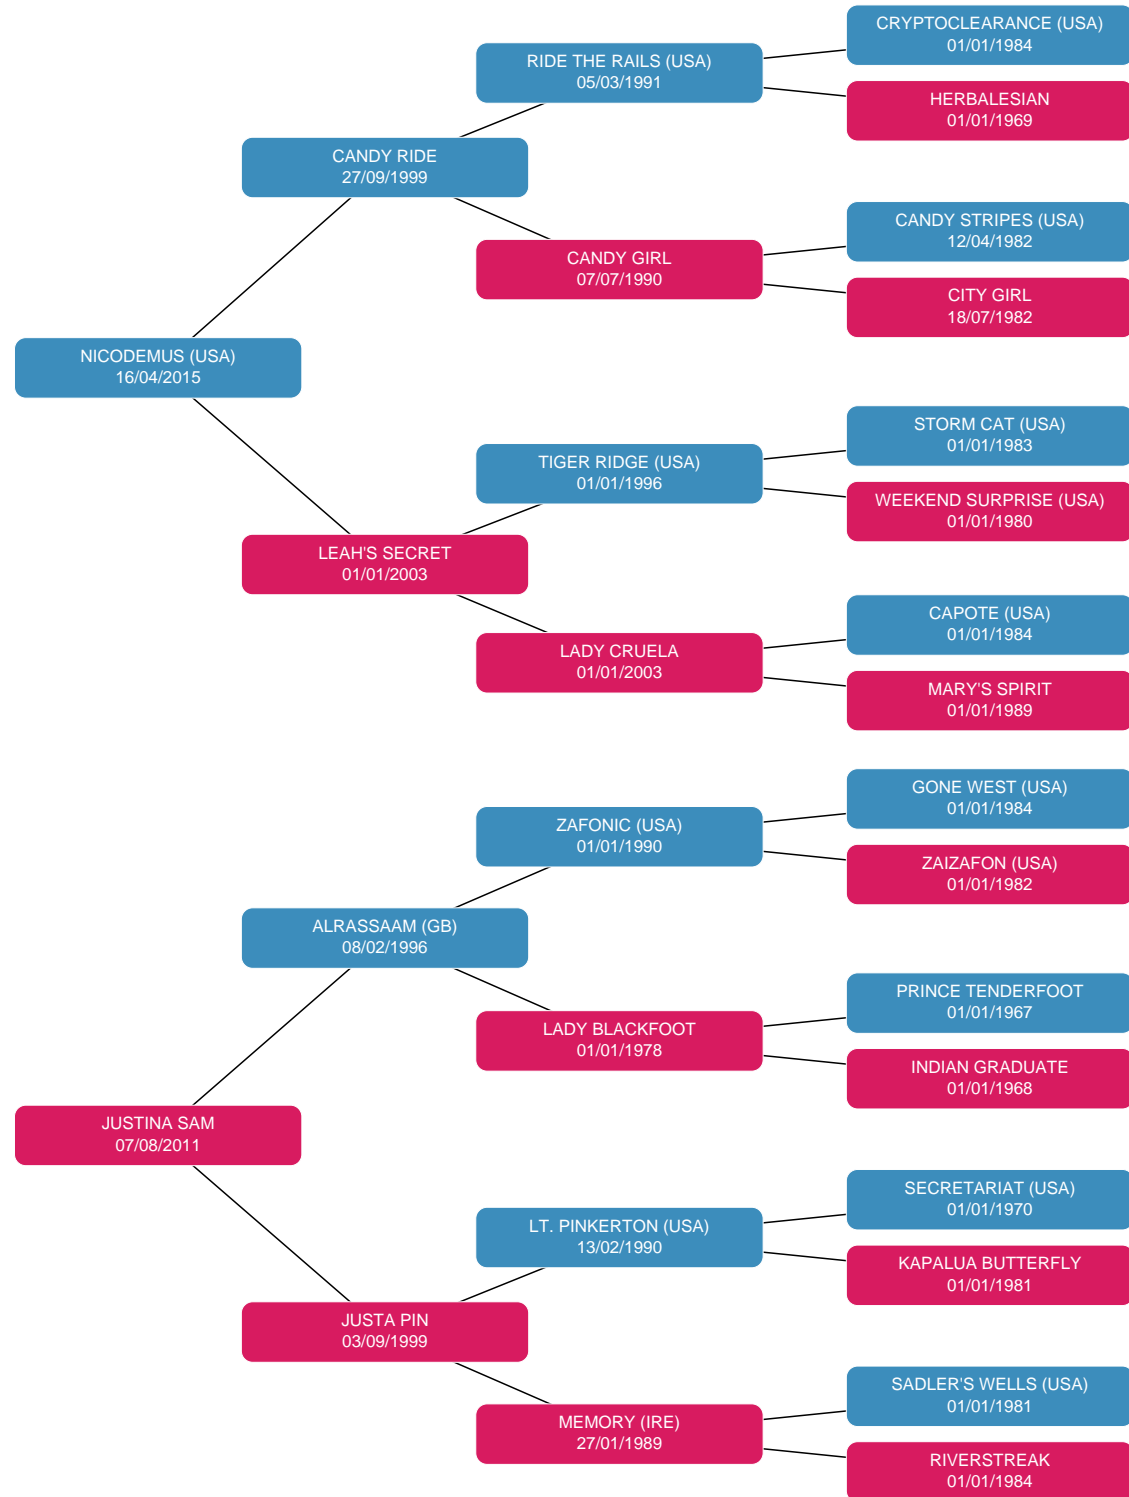 CRYPTOCLEARANCE (USA)
01/01/1984
RIDE THE RAILS (USA)
05/03/1991
HERBALESIAN
01/01/1969
CANDY RIDE
27/09/1999
CANDY STRIPES (USA)
12/04/1982
CANDY GIRL
07/07/1990
CITY GIRL
18/07/1982
NICODEMUS (USA)
16/04/2015
STORM CAT (USA)
01/01/1983
TIGER RIDGE (USA)
01/01/1996
WEEKEND SURPRISE (USA)
01/01/1980
LEAH'S SECRET
01/01/2003
CAPOTE (USA)
01/01/1984
LADY CRUELA
01/01/2003
MARY'S SPIRIT
01/01/1989
GONE WEST (USA)
01/01/1984
ZAFONIC (USA)
01/01/1990
ZAIZAFON (USA)
01/01/1982
ALRASSAAM (GB)
08/02/1996
PRINCE TENDERFOOT
01/01/1967
LADY BLACKFOOT
01/01/1978
INDIAN GRADUATE
01/01/1968
JUSTINA SAM
07/08/2011
SECRETARIAT (USA)
01/01/1970
LT. PINKERTON (USA)
13/02/1990
KAPALUA BUTTERFLY
01/01/1981
JUSTA PIN
03/09/1999
SADLER'S WELLS (USA)
01/01/1981
MEMORY (IRE)
27/01/1989
RIVERSTREAK
01/01/1984